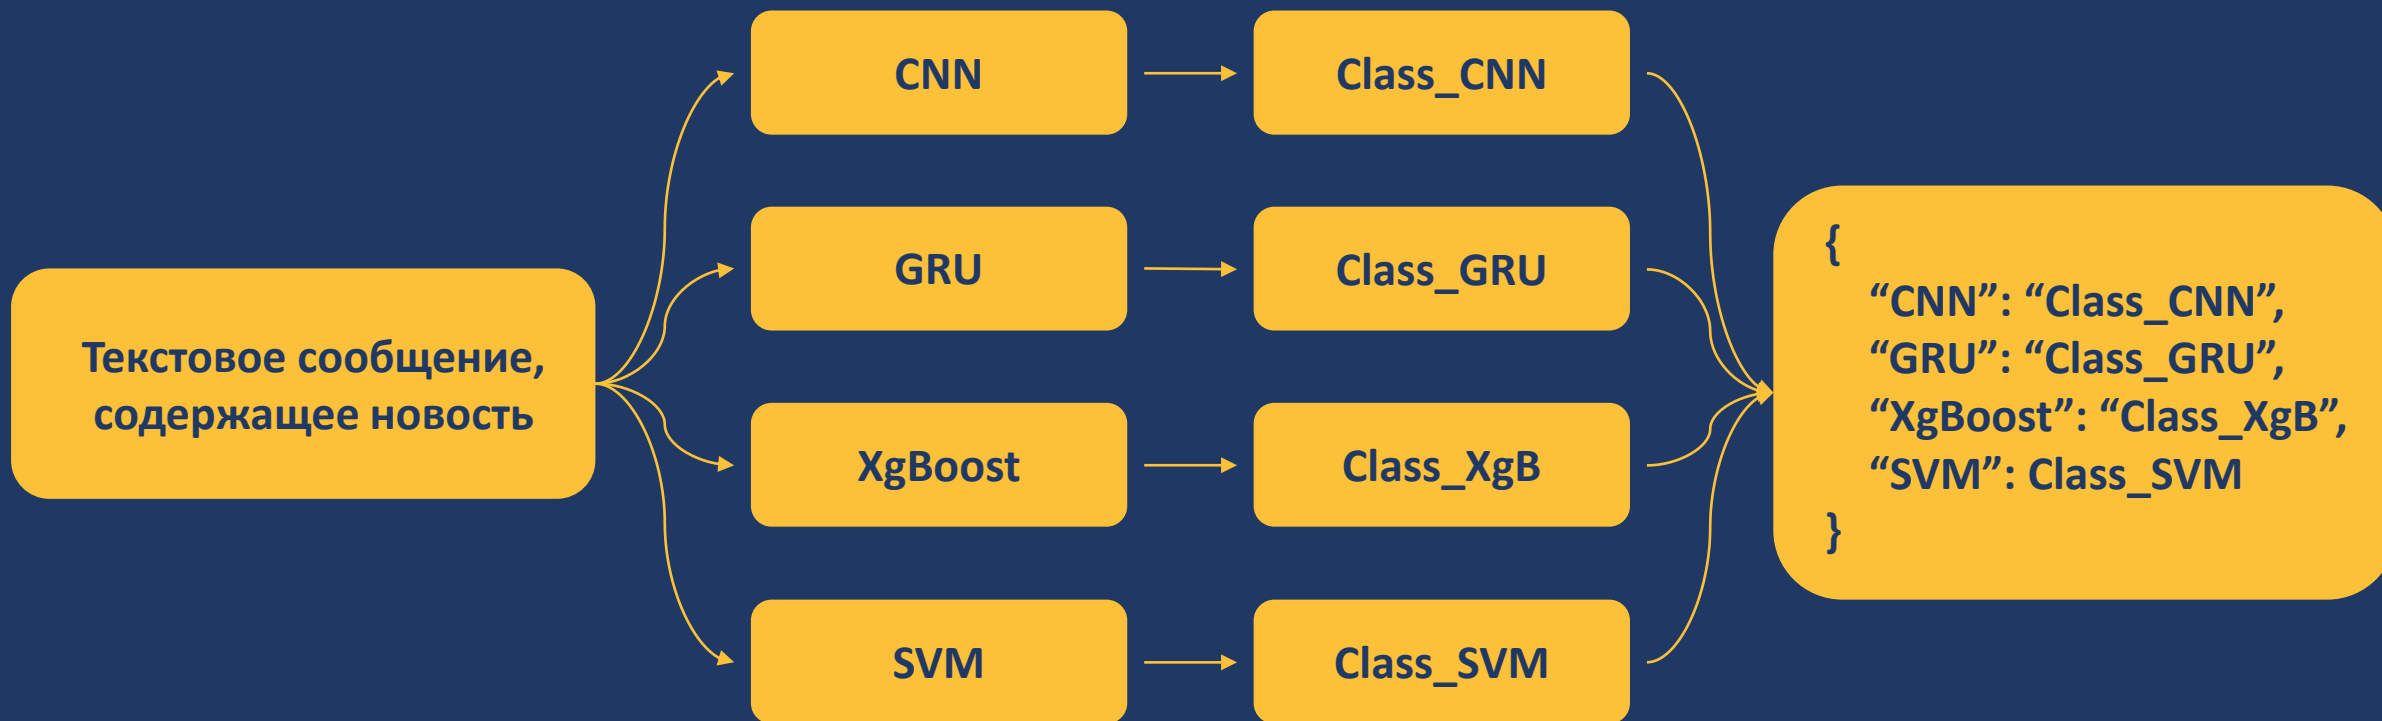 Текстовое сообщение,
содержащее новость
CNN
Class_CNN
GRU
Class_GRU
XgBoost
Class_XgB
SVM
Class_SVM
{
“CNN”: “Class_CNN”,
“GRU”: “Class_GRU”,
“XgBoost”: “Class_XgB”,
“SVM”: Class_SVM
}